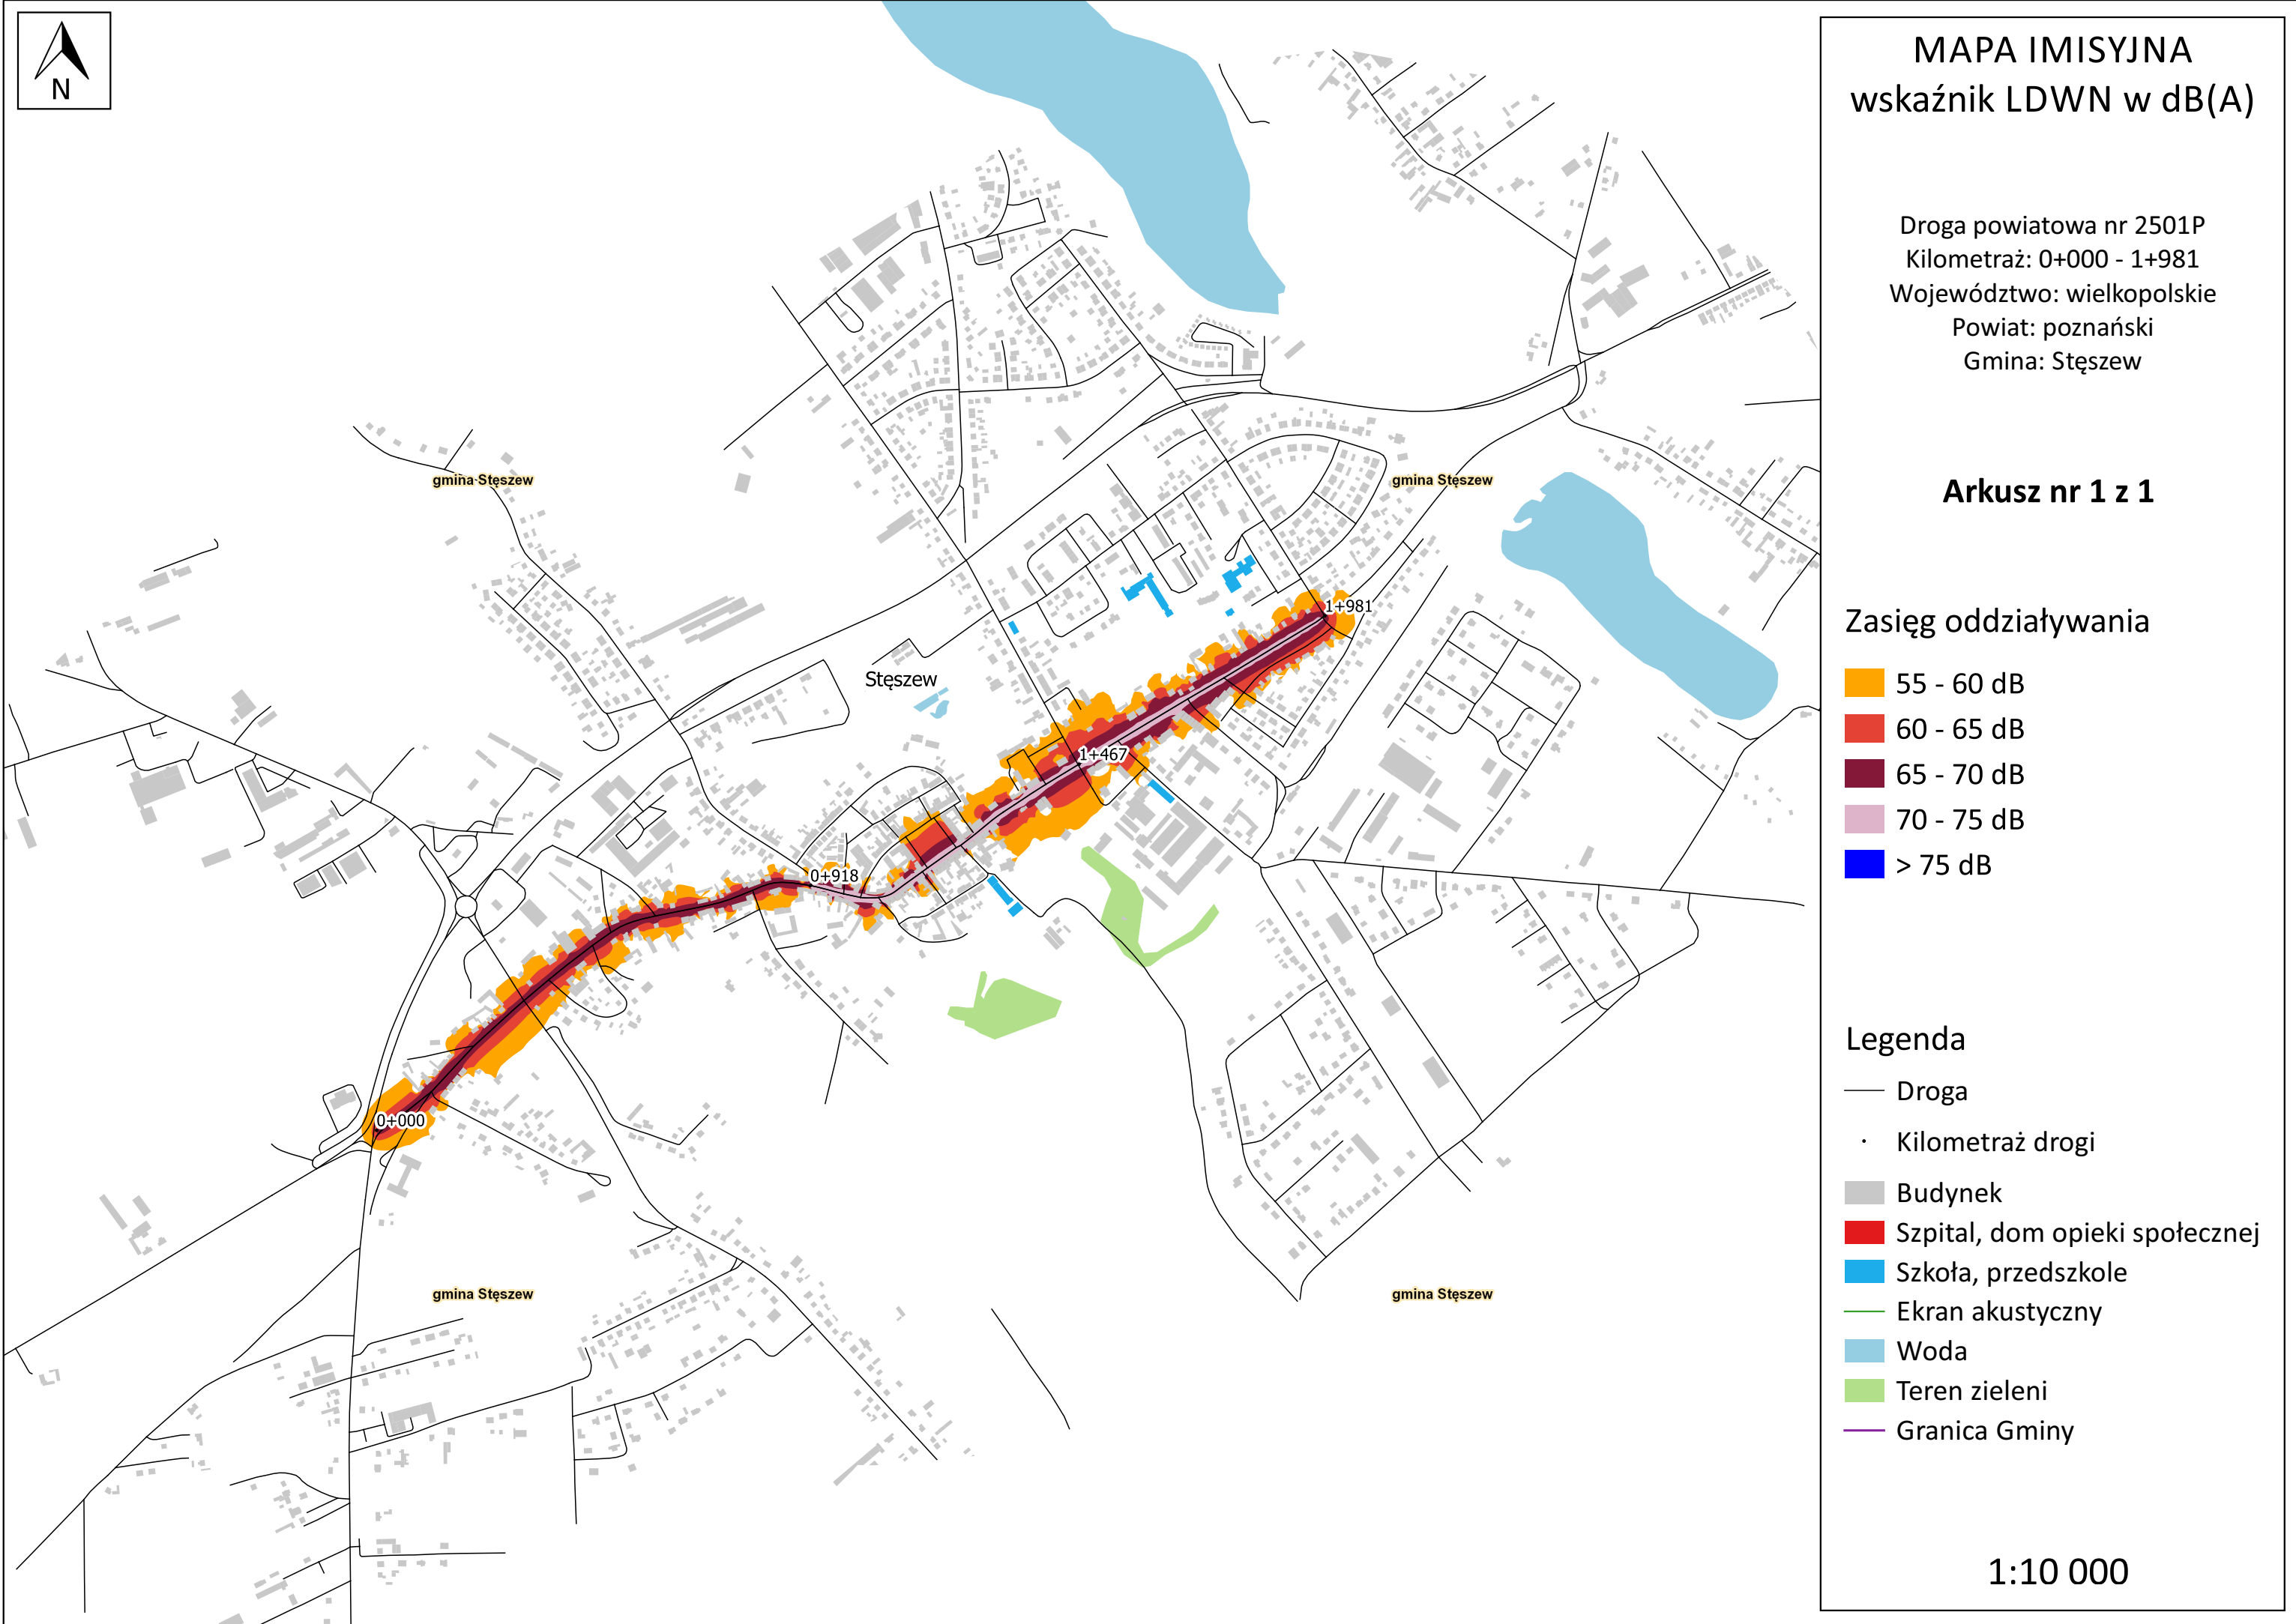 N
MAPA IMISYJNA
wskaźnik LDWN w dB(A)
Droga powiatowa nr 2501P
Kilometraż: 0+000 - 1+981
Województwo: wielkopolskie
Powiat: poznański
Gmina: Stęszew
Arkusz nr 1 z 1
Zasięg oddziaływania
55 - 60 dB
60 - 65 dB
65 - 70 dB
70 - 75 dB
> 75 dB
Legenda
Droga
Kilometraż drogi
Budynek
Szpital, dom opieki społecznej
Szkoła, przedszkole
Ekran akustyczny
Woda
Teren zieleni
Granica Gminy
1:10 000
gmina Stęszew
gmina Stęszew
1+981
Stęszew
1+467
0+918
0+000
gmina Stęszew
gmina Stęszew